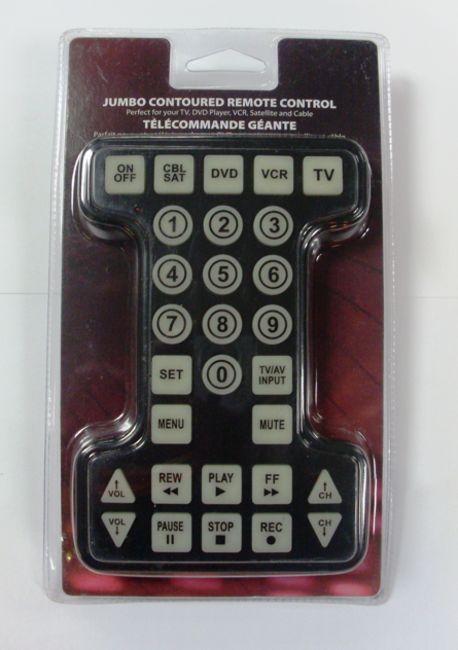 JUMBO CONTOURED REMOTE CONTROL
Perfect for your TV, DVD Player, VCR, Satellite and Cable
TÉLÉCOMMANDE GÉANTE
Parfait
ON OFF
CBL SAT
DVD
VCR
TV
1 2 3
4 5 6
7 8 9
SET
0
TV/AV INPUT
MENU
MUTE
↑ VOL
REW ◀◀
PLAY ▶
FF ▶▶
↑ CH
VOL ↓
PAUSE II
STOP ■
REC ●
CH ↓